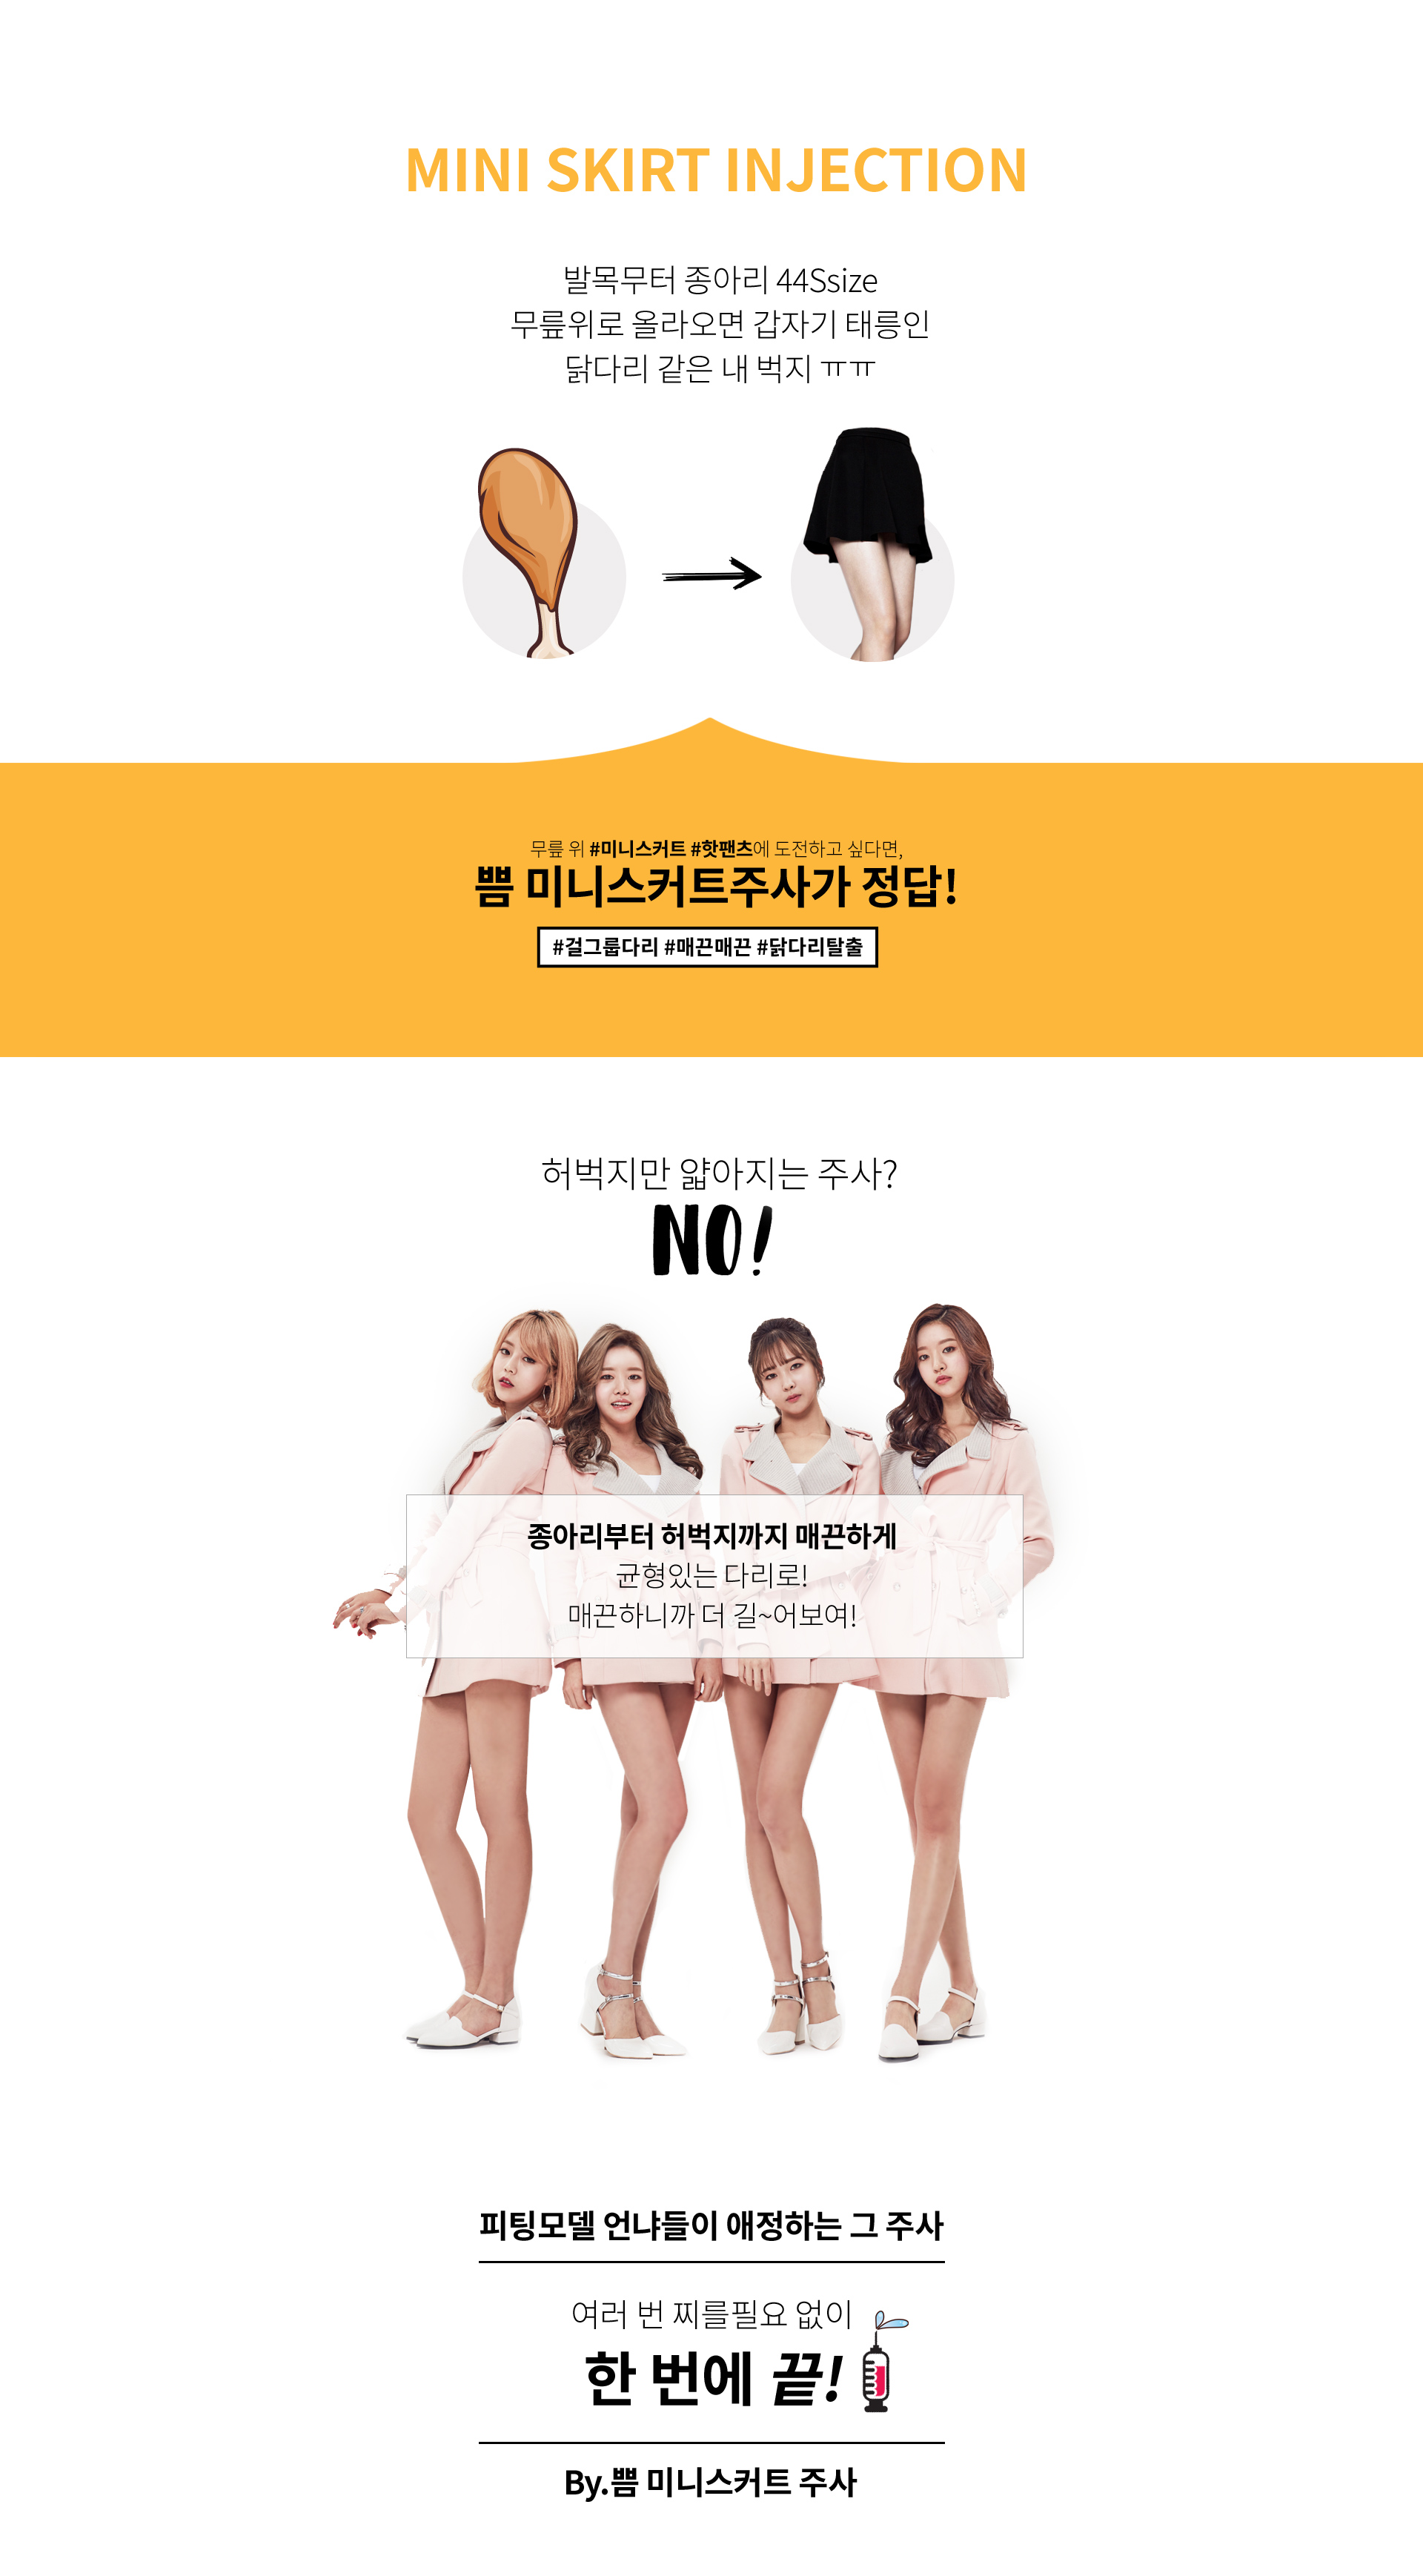 MINI SKIRT INJECTION
발목무터 종아리 44Ssize
무릎위로 올라오면 갑자기 태릉인
닭다리 같은 내 벅지 ㅠㅠ
무릎 위 #미니스커트 #핫팬츠에 도전하고 싶다면,
쁨 미니스커트주사가 정답!
#걸그룹다리 #매끈매끈 #닭다리탈출
허벅지만 얇아지는 주사?
NO!
종아리부터 허벅지까지 매끈하게
균형있는 다리로!
매끈하니까 더 길~어보여!
피팅모델 언냐들이 애정하는 그 주사
여러 번 찌를필요 없이
한 번에 끝!
By.쁨 미니스커트 주사